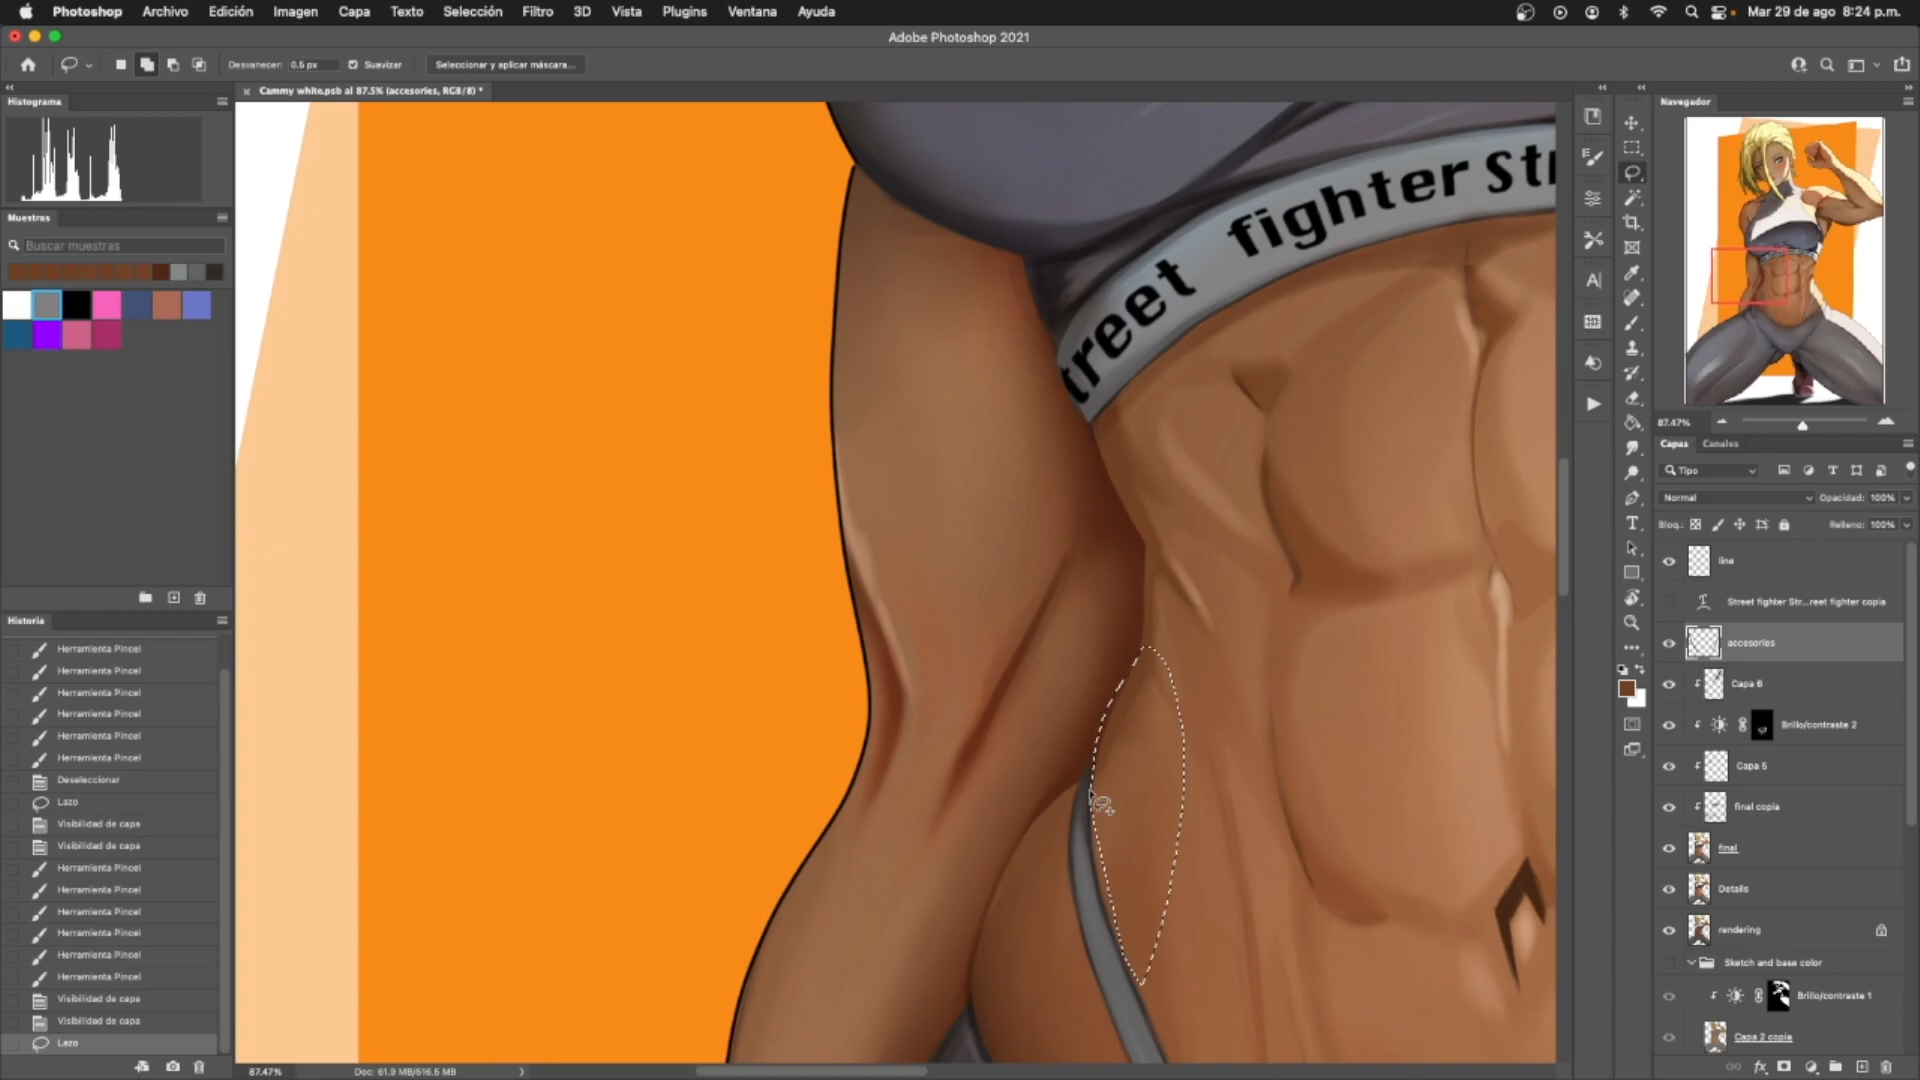 Photoshop Archivo Edición Imagen Capa Texto Selección Filtro 3D Vista Plugins Ventana Ayuda Mar 29 de ago 8:24 p.m.
Adobe Photoshop 2021
Desvanecer: 0.5 px Suavizar Seleccionar y aplicar máscara...
Cammy white.psb al 87.5% (accesories, RGB/8) *
Histograma
Navegador
fighter Str
treet
Muestras
Buscar muestras
87.47%
Capas Canales
Tipo
Normal Opacidad: 100%
Bloq.: Relleno: 100%
line
Street fighter Str...reet fighter copia
accesories
Capa 6
Brillo/contraste 2
Capa 5
final copia
final
Details
rendering
Sketch and base color
Brillo/contraste 1
Capa 2 copia
Historia
Herramienta Pincel
Herramienta Pincel
Herramienta Pincel
Herramienta Pincel
Herramienta Pincel
Herramienta Pincel
Deseleccionar
Lazo
Visibilidad de capa
Visibilidad de capa
Herramienta Pincel
Herramienta Pincel
Herramienta Pincel
Herramienta Pincel
Herramienta Pincel
Herramienta Pincel
Visibilidad de capa
Visibilidad de capa
Lazo
87.47% Doc: 61.9 MB/516.5 MB